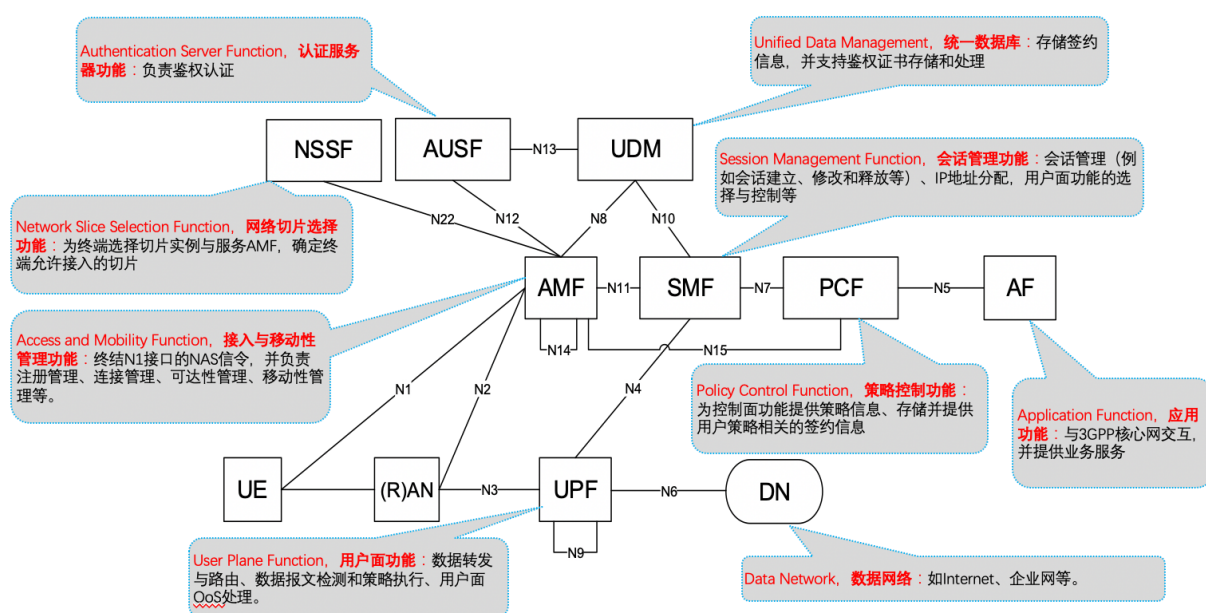 Authentication Server Function，认证服务
器功能：负责鉴权认证
Unified Data Management，统一数据库：存储签约
信息，并支持鉴权证书存储和处理
NSSF
AUSF
N13
UDM
Session Management Function，会话管理功能：会话管理（例
如会话建立、修改和释放等）、IP地址分配，用户面功能的选
择与控制等
Network Slice Selection Function，网络切片选择
功能：为终端选择切片实例与服务AMF，确定终
端允许接入的切片
N22
N12
N8
N10
AMF
N11
SMF
N7
PCF
N5
AF
Access and Mobility Function，接入与移动性
管理功能：终结N1接口的NAS信令，并负责
注册管理、连接管理、可达性管理、移动性管
理等。
N14
N15
N1
N2
N4
Policy Control Function，策略控制功能：
为控制面功能提供策略信息、存储并提供
用户策略相关的签约信息
Application Function，应用
功能：与3GPP核心网交互，
并提供业务服务
UE
(R)AN
N3
UPF
N6
DN
N9
User Plane Function，用户面功能：数据转发
与路由、数据报文检测和策略执行、用户面
QoS处理。
Data Network，数据网络：如Internet、企业网等。